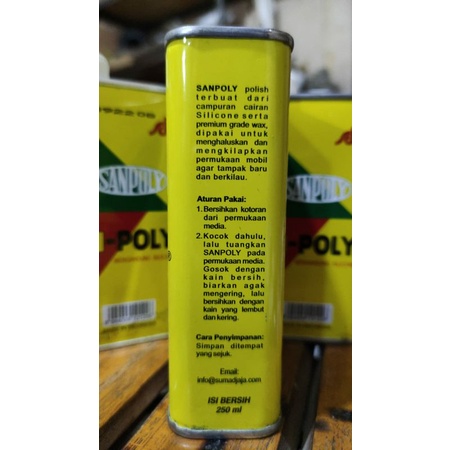 SANPOLY polish
terbuat dari
campuran cairan
Silicone serta
premium grade wax,
dipakai untuk
menghaluskan dan
mengkilapkan
permukaan mobil
agar tampak baru
dan berkilau.
Aturan Pakai:
1. Bersihkan kotoran
dari permukaan
media.
2. Kocok dahulu,
lalu tuangkan
SANPOLY pada
permukaan media.
Gosok dengan
kain bersih,
biarkan agak
mengering, lalu
bersihkan dengan
kain yang lembut
dan kering.
Cara Penyimpanan:
Simpan ditempat
yang sejuk.
Email:
info@sumadjaja.com
ISI BERSIH
250 ml
SANPOLY
-POLY
SANPOLY
-POLY